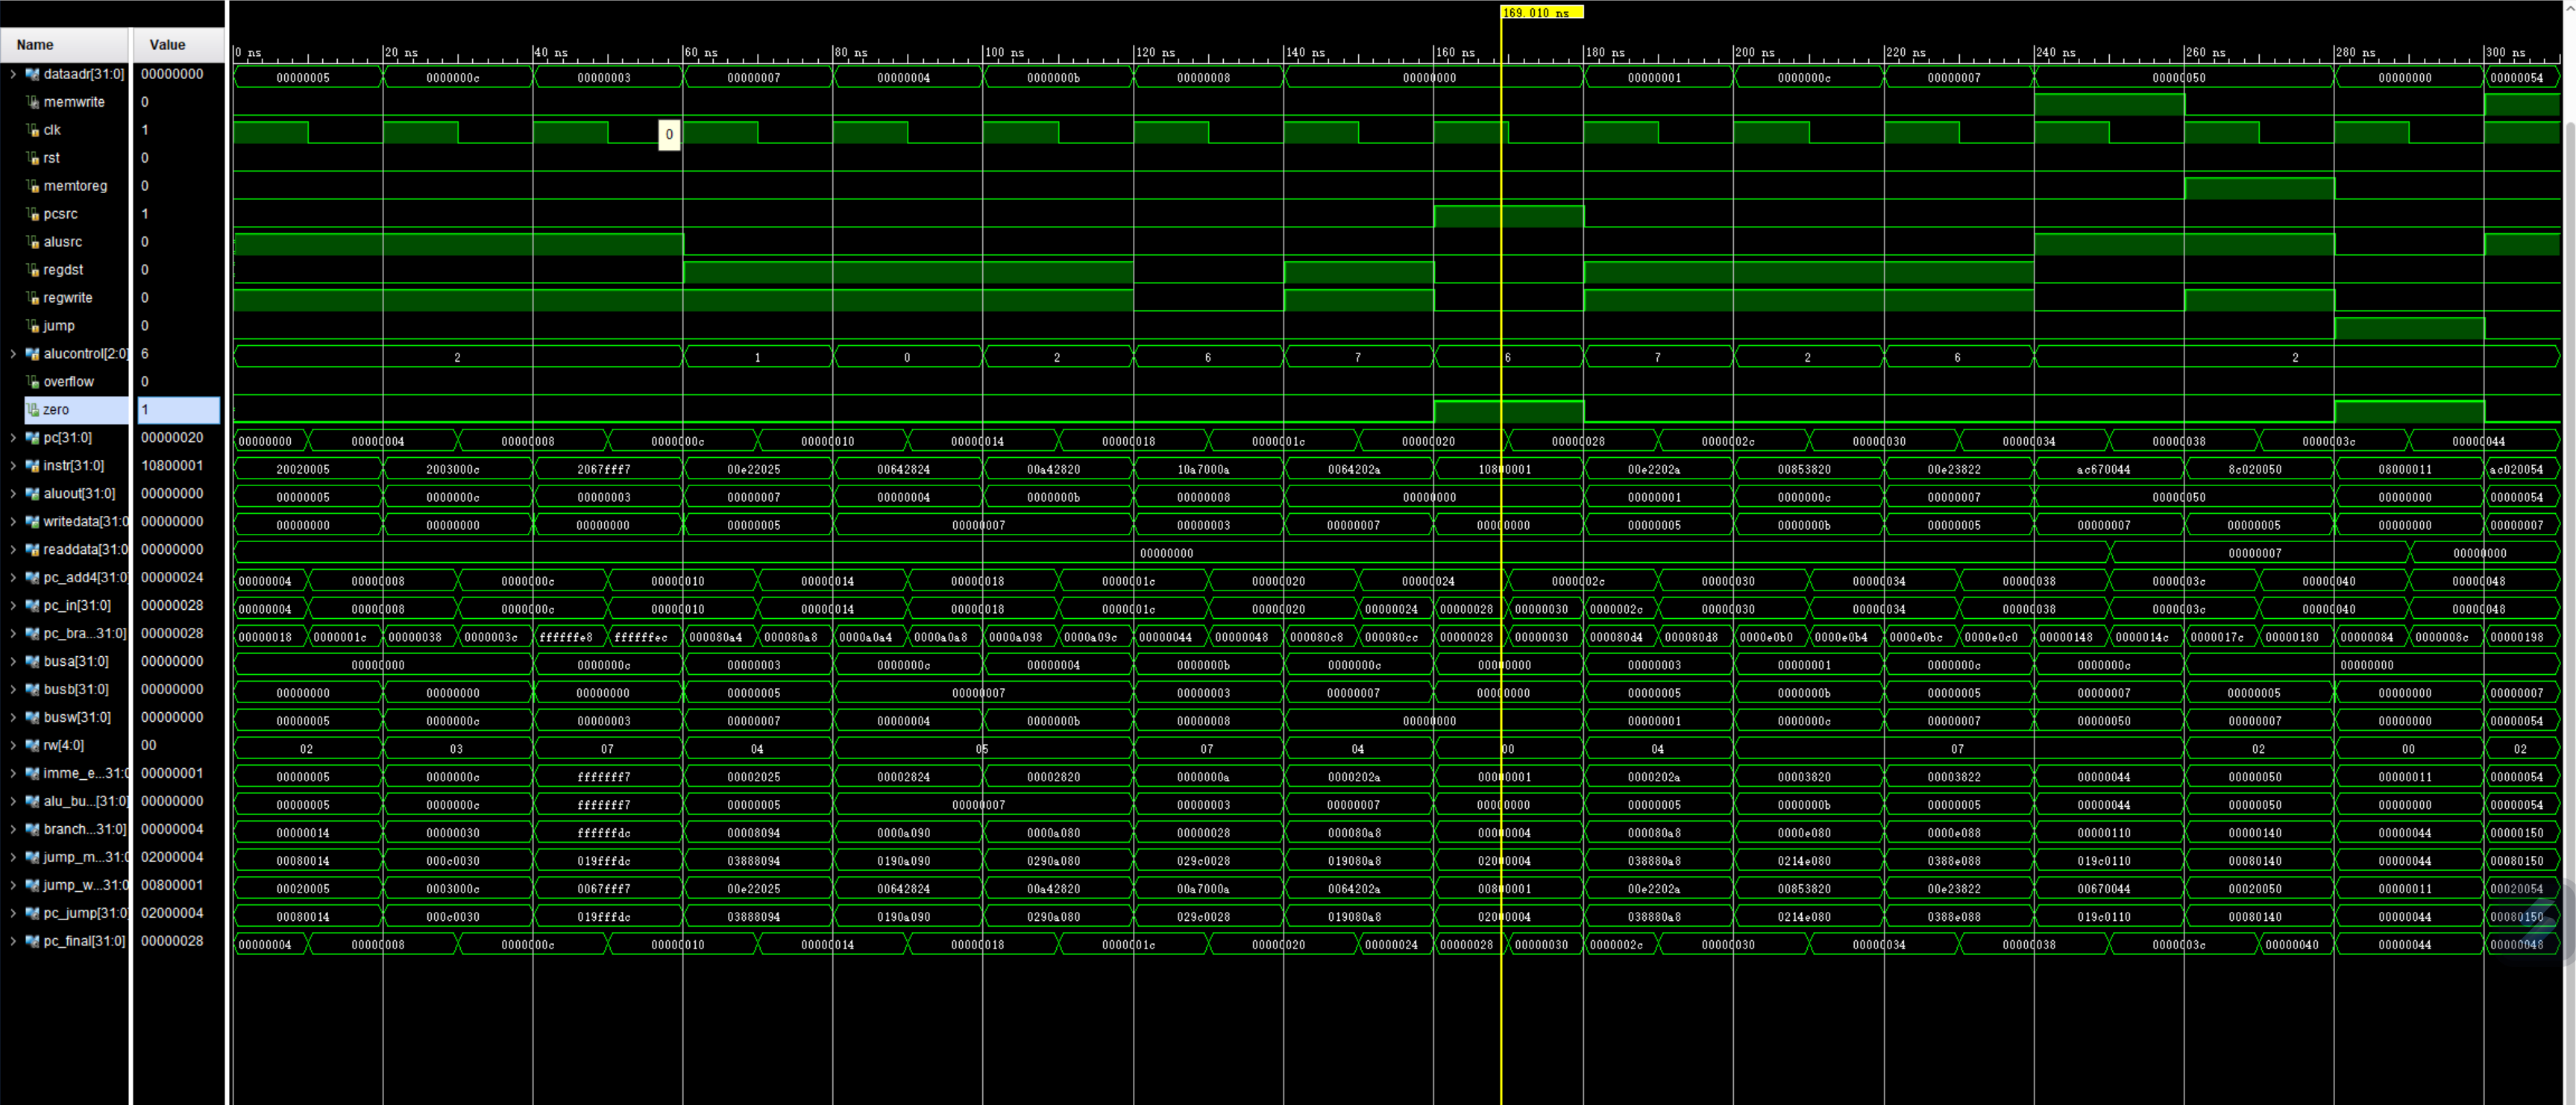 169.010 ns
Name Value
0 ns 20 ns 40 ns 60 ns 80 ns 100 ns 120 ns 140 ns 160 ns 180 ns 200 ns 220 ns 240 ns 260 ns 280 ns 300 ns
dataadr[31:0] 00000000 00000005 0000000c 00000003 00000007 00000004 0000000b 00000008 00000000 00000001 0000000c 00000007 00000050 00000000 00000054
memwrite 0
clk 1 0
rst 0
memtoreg 0
pcsrc 1
alusrc 0
regdst 0
regwrite 0
jump 0
alucontrol[2:0] 6 2 1 0 2 6 7 6 7 2 6 2
overflow 0
zero 1
pc[31:0] 00000020 00000000 00000004 00000008 0000000c 00000010 00000014 00000018 0000001c 00000020 00000028 0000002c 00000030 00000034 00000038 0000003c 00000044
instr[31:0] 10800001 20020005 2003000c 2067fff7 00e22025 00642824 00a42820 10a7000a 0064202a 10800001 00e2202a 00853820 00e23822 ac670044 8c020050 08000011 ac020054
aluout[31:0] 00000000 00000005 0000000c 00000003 00000007 00000004 0000000b 00000008 00000000 00000001 0000000c 00000007 00000050 00000000 00000054
writedata[31:0 00000000 00000000 00000000 00000000 00000005 00000007 00000003 00000007 00000000 00000005 0000000b 00000005 00000007 00000005 00000000 00000007
readdata[31:0 00000000 00000000 00000007 00000000
pc_add4[31:0] 00000024 00000004 00000008 0000000c 00000010 00000014 00000018 0000001c 00000020 00000024 0000002c 00000030 00000034 00000038 0000003c 00000040 00000048
pc_in[31:0] 00000028 00000004 00000008 0000000c 00000010 00000014 00000018 0000001c 00000020 00000024 00000028 00000030 0000002c 00000030 00000034 00000038 0000003c 00000040 00000048
pc_bra...31:0] 00000028 00000018 0000001c 00000038 0000003c ffffffe8 ffffffec 000080a4 000080a8 0000a0a4 0000a0a8 0000a098 0000a09c 00000044 00000048 000080c8 000080cc 00000028 00000030 000080d4 000080d8 0000e0b0 0000e0b4 0000e0bc 0000e0c0 00000148 0000014c 0000017c 00000180 00000084 0000008c 00000198
busa[31:0] 00000000 00000000 0000000c 00000003 0000000c 00000004 0000000b 0000000c 00000000 00000003 00000001 0000000c 0000000c 00000000
busb[31:0] 00000000 00000000 00000000 00000000 00000005 00000007 00000003 00000007 00000000 00000005 0000000b 00000005 00000007 00000005 00000000 00000007
busw[31:0] 00000000 00000005 0000000c 00000003 00000007 00000004 0000000b 00000008 00000000 00000001 0000000c 00000007 00000050 00000007 00000000 00000054
rw[4:0] 00 02 03 07 04 05 07 04 00 04 07 02 00 02
imme_e...31:0 00000001 00000005 0000000c fffffff7 00002025 00002824 00002820 0000000a 0000202a 00000001 0000202a 00003820 00003822 00000044 00000050 00000011 00000054
alu_bu...[31:0] 00000000 00000005 0000000c fffffff7 00000005 00000007 00000003 00000007 00000000 00000005 0000000b 00000005 00000044 00000050 00000000 00000054
branch...31:0] 00000004 00000014 00000030 ffffffdc 00008094 0000a090 0000a080 00000028 000080a8 00000004 000080a8 0000e080 0000e088 00000110 00000140 00000044 00000150
jump_m...31:0 02000004 00080014 000c0030 019fffdc 03888094 0190a090 0290a080 029c0028 019080a8 02000004 038880a8 0214e080 0388e088 019c0110 00080140 00000044 00080150
jump_w...31:0 00800001 00020005 0003000c 0067fff7 00e22025 00642824 00a42820 00a7000a 0064202a 00800001 00e2202a 00853820 00e23822 00670044 00020050 00000011 00020054
pc_jump[31:0] 02000004 00080014 000c0030 019fffdc 03888094 0190a090 0290a080 029c0028 019080a8 02000004 038880a8 0214e080 0388e088 019c0110 00080140 00000044 00080150
pc_final[31:0] 00000028 00000004 00000008 0000000c 00000010 00000014 00000018 0000001c 00000020 00000024 00000028 00000030 0000002c 00000030 00000034 00000038 0000003c 00000040 00000044 00000048